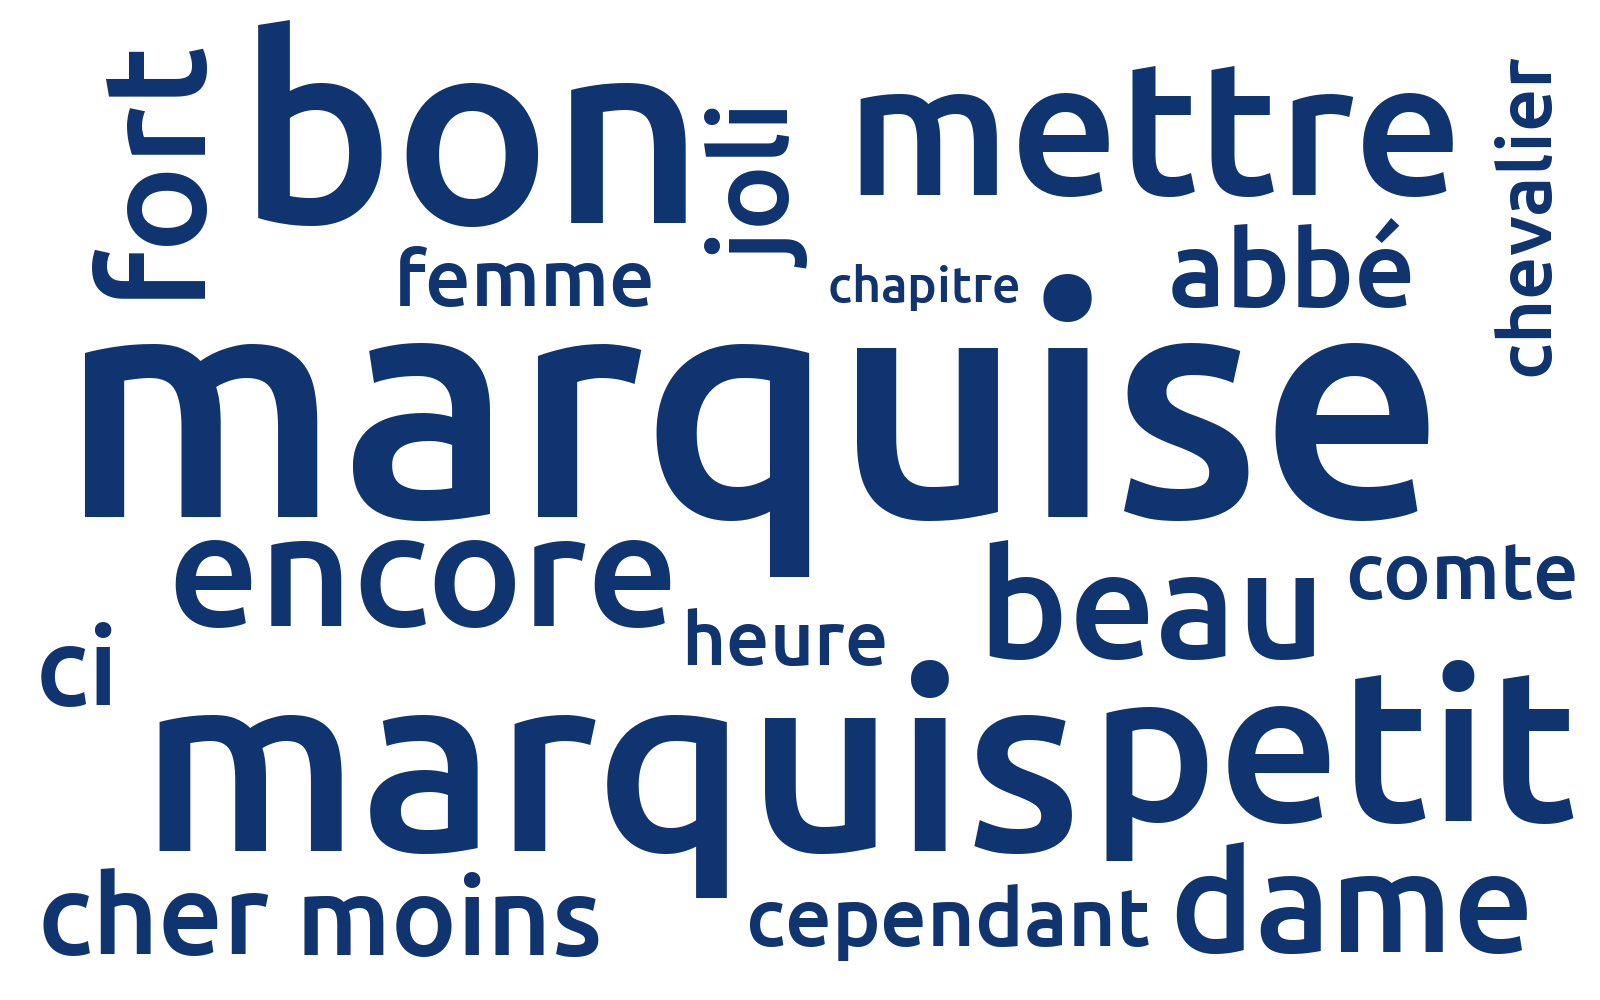 fort
bon
joli
mettre
chevalier
femme
chapitre
abbé
marquise
encore
heure
beau
comte
ci
marquis
petit
cher
moins
cependant
dame